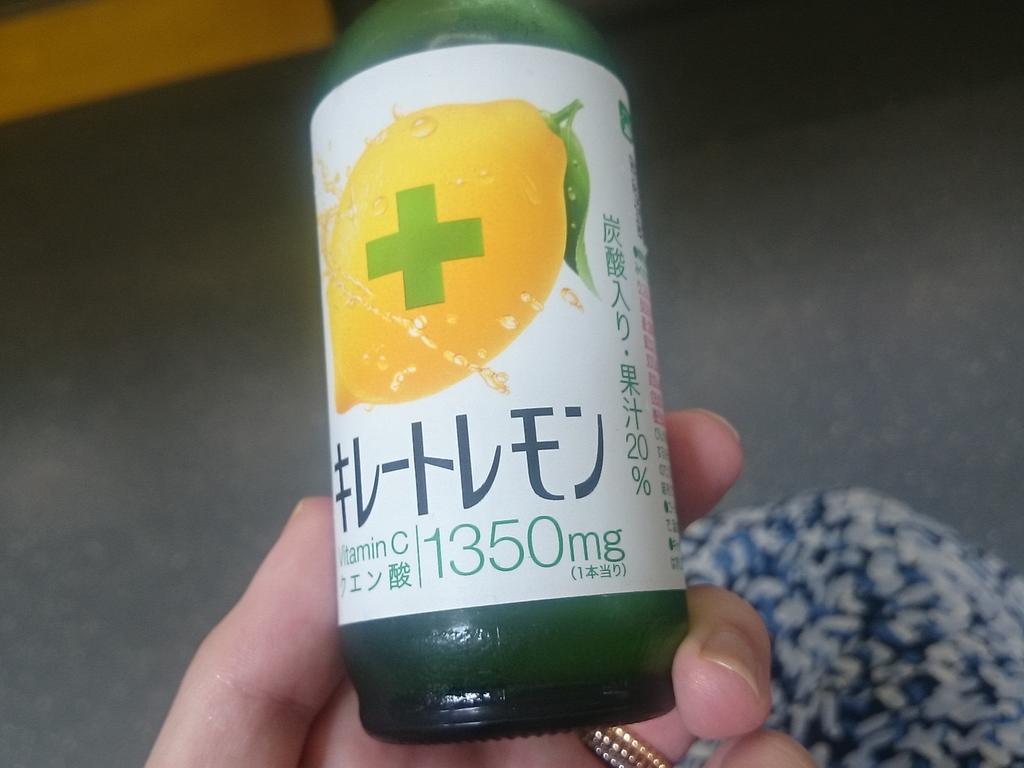 炭酸入り・果汁20%
キレートレモン
Vitamin C
クエン酸
1350mg
(1本当り)